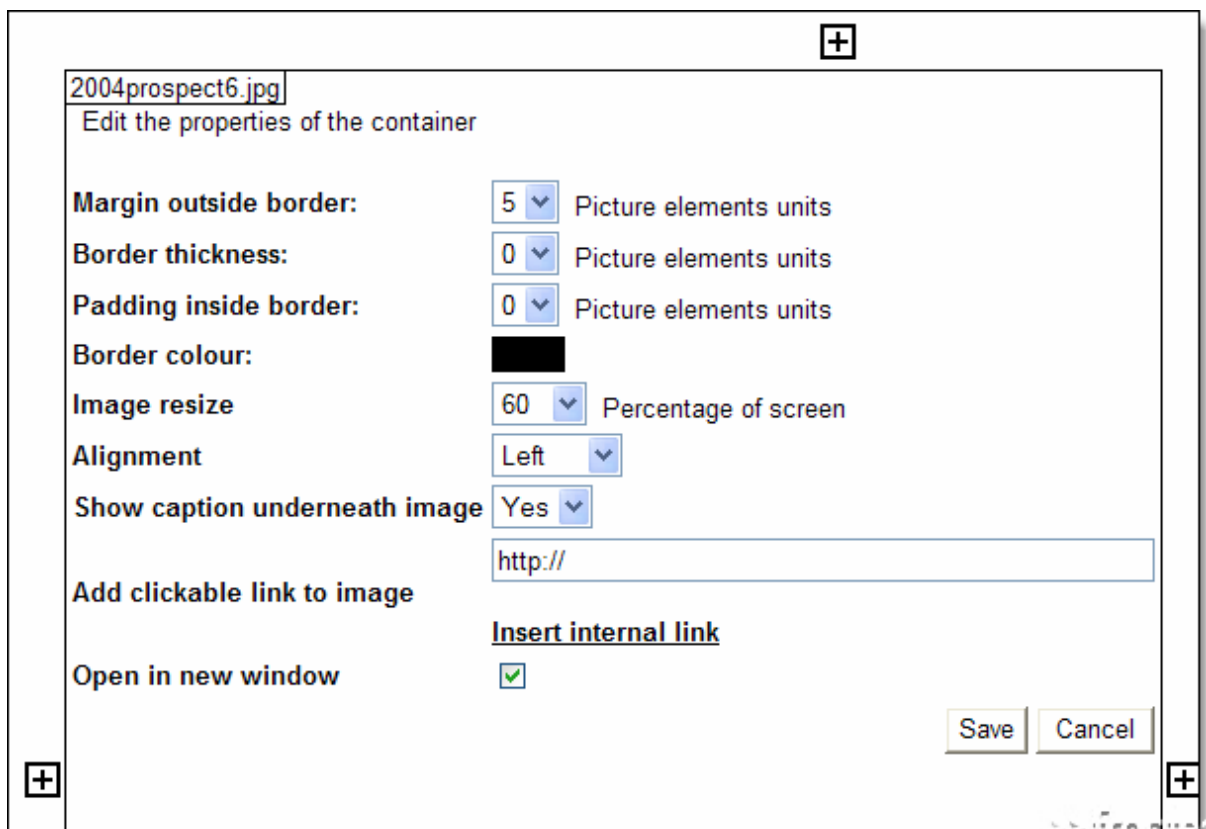 2004prospect6.jpg
Edit the properties of the container
Margin outside border: 5 Picture elements units
Border thickness: 0 Picture elements units
Padding inside border: 0 Picture elements units
Border colour:
Image resize 60 Percentage of screen
Alignment Left
Show caption underneath image Yes
http://
Add clickable link to image
Insert internal link
Open in new window
Save Cancel